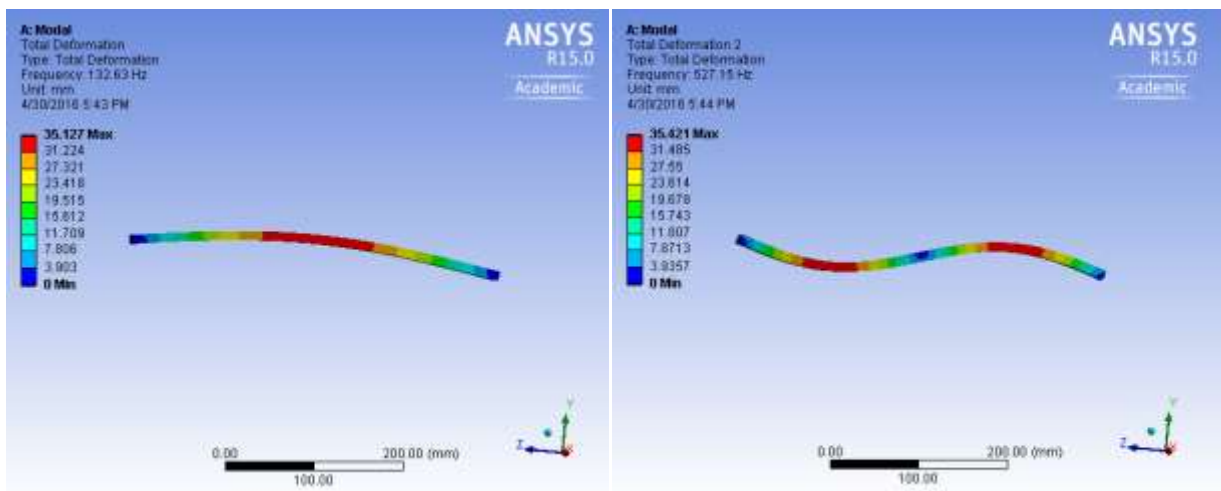 A: Modal
Total Deformation
Type: Total Deformation
Frequency: 132.63 Hz
Unit: mm
4/30/2016 5:43 PM
35.127 Max
31.224
27.321
23.418
19.515
15.612
11.709
7.806
3.903
0 Min
ANSYS
R15.0
Academic
Y
Z
X
0.00
200.00 (mm)
100.00
A: Modal
Total Deformation 2
Type: Total Deformation
Frequency: 527.15 Hz
Unit: mm
4/30/2016 5:44 PM
35.421 Max
31.485
27.55
23.614
19.678
15.743
11.807
7.8713
3.9357
0 Min
ANSYS
R15.0
Academic
Y
Z
X
0.00
200.00 (mm)
100.00